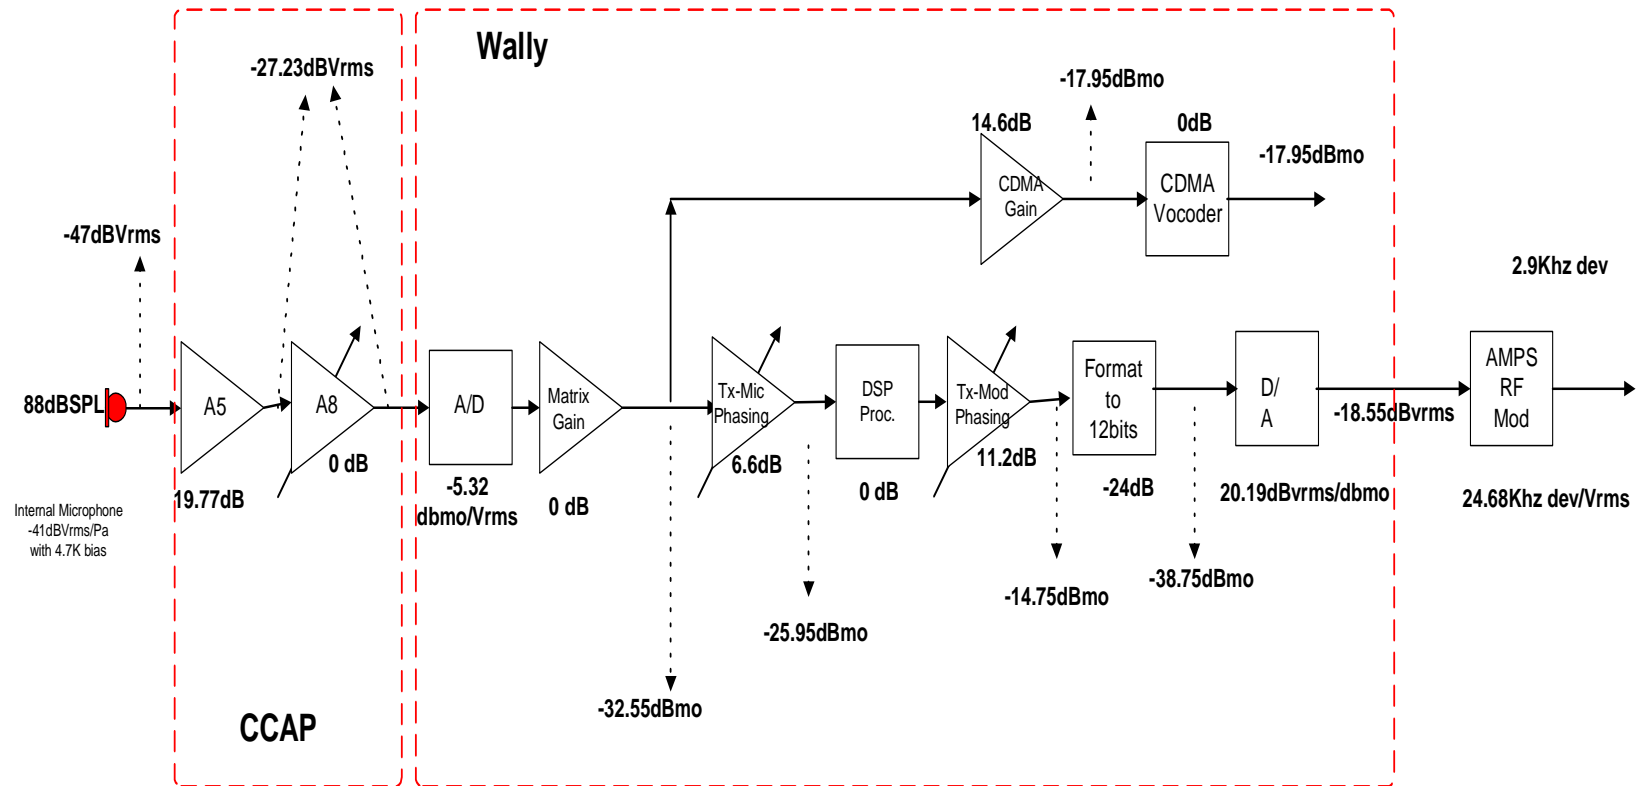 Wally
-27.23dBVrms
-17.95dBmo
14.6dB
0dB
-17.95dBmo
CDMA
Gain
CDMA
Vocoder
-47dBVrms
2.9Khz dev
88dBSPL
A5
A8
A/D
Matrix
Gain
Tx-Mic
Phasing
DSP
Proc.
Tx-Mod
Phasing
Format
to
12bits
D/
A
-18.55dBvrms
AMPS
RF
Mod
19.77dB
0 dB
-5.32
dbmo/Vrms
0 dB
6.6dB
0 dB
11.2dB
-24dB
20.19dBvrms/dbmo
24.68Khz dev/Vrms
Internal Microphone
-41dBVrms/Pa
with 4.7K bias
-14.75dBmo
-38.75dBmo
-25.95dBmo
-32.55dBmo
CCAP